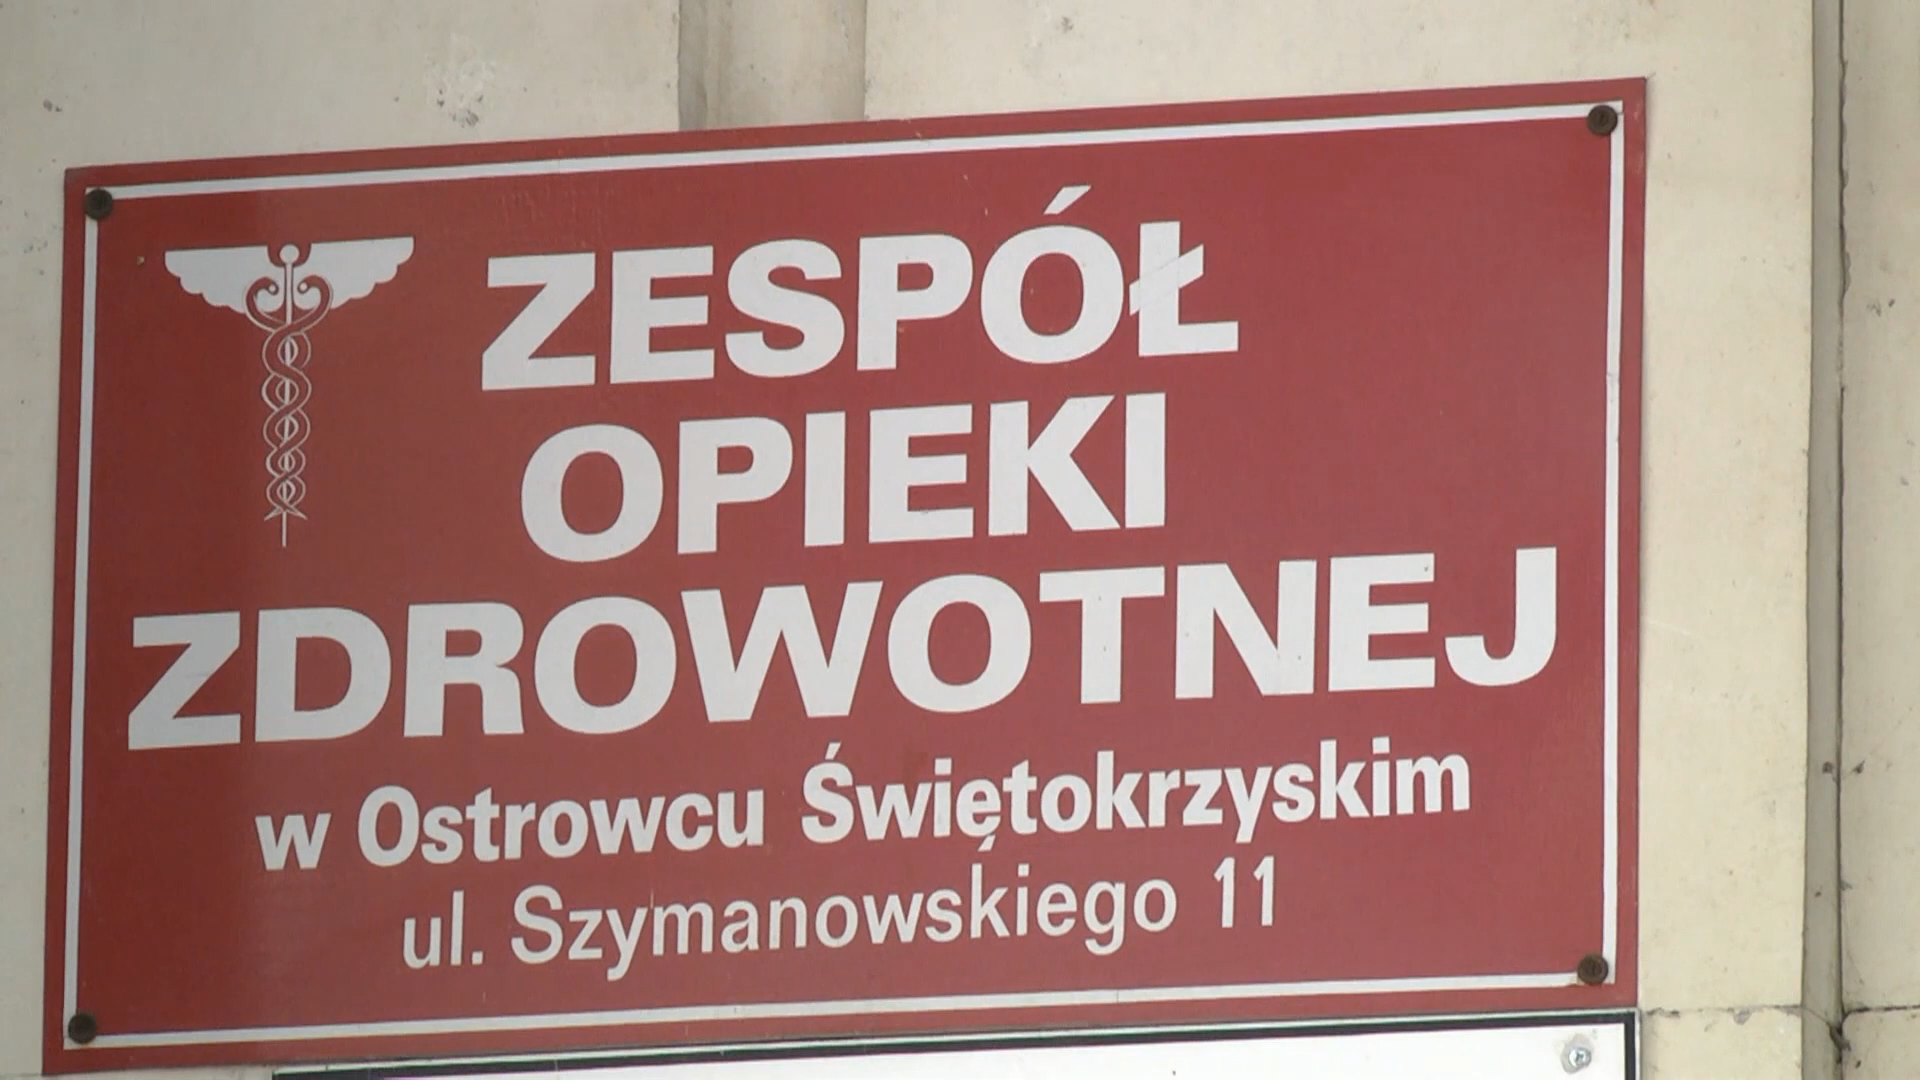 ZESPÓŁ
OPIEKI
ZDROWOTNEJ
w Ostrowcu Świętokrzyskim
ul. Szymanowskiego 11